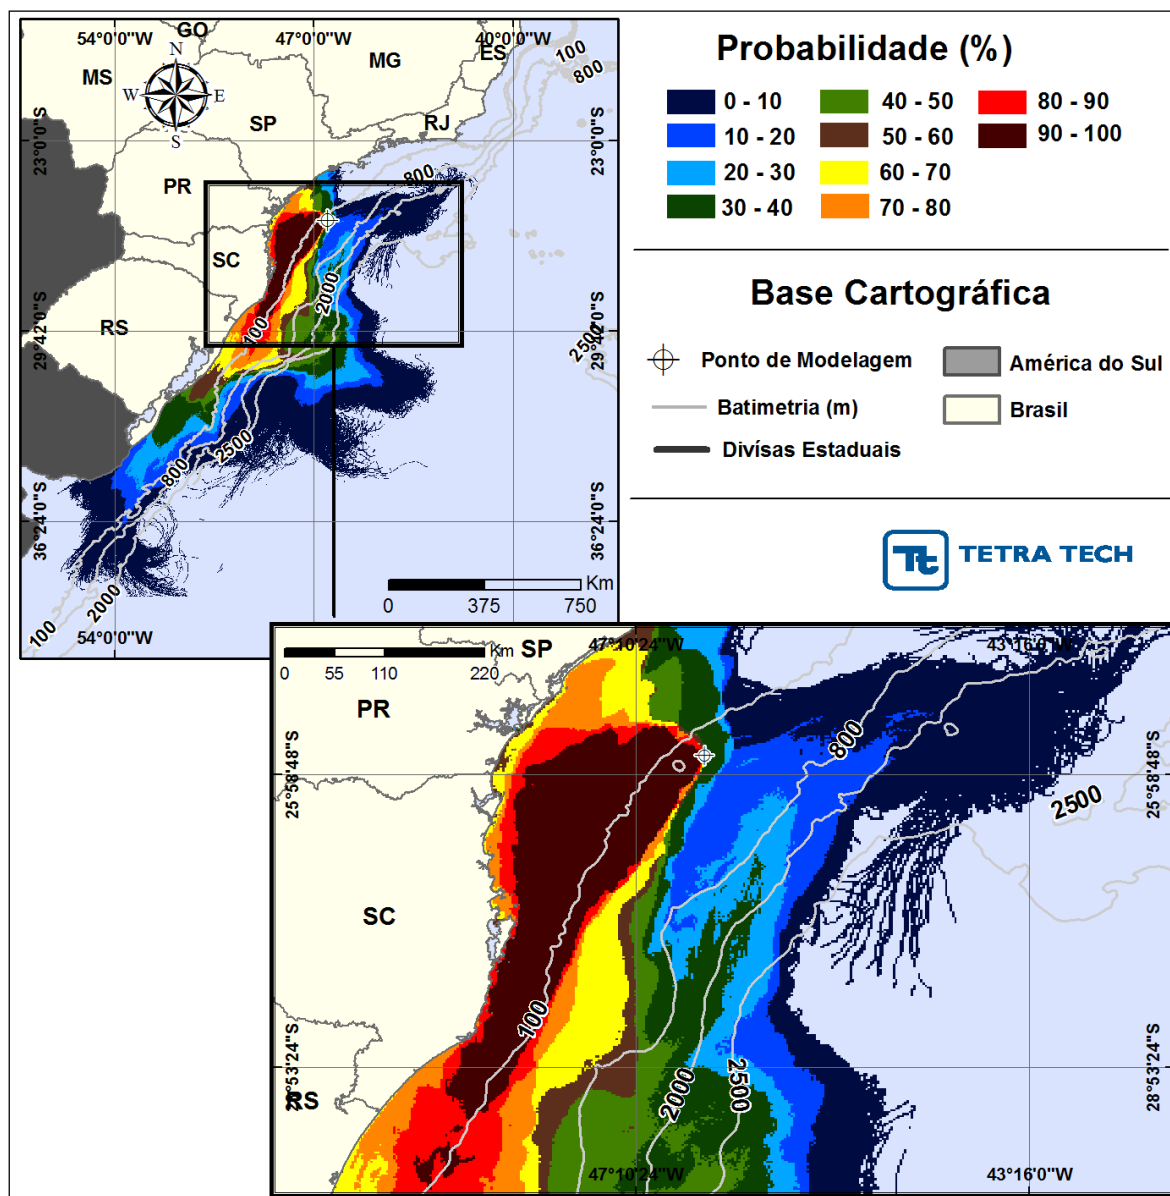 54°0'0"W
47°0'0"W
40°0'0"W
GO
ES
MG
MS
N
W
E
S
SP
RJ
PR
SC
RS
100
800
23°0'0"S
23°0'0"S
800
2000
100
29°42'0"S
29°42'0"S
2500
2500
800
36°24'0"S
36°24'0"S
2000
100
54°0'0"W
Km
0 375 750
Probabilidade (%)
0 - 10
10 - 20
20 - 30
30 - 40
40 - 50
50 - 60
60 - 70
70 - 80
80 - 90
90 - 100
Base Cartográfica
Ponto de Modelagem
Batimetria (m)
Divísas Estaduais
América do Sul
Brasil
Tt TETRA TECH
Km
0 55 110 220
SP
47°10'24"W
43°16'0"W
PR
800
25°58'48"S
25°58'48"S
2500
SC
100
2000
2500
28°53'24"S
28°53'24"S
RS
47°10'24"W
43°16'0"W